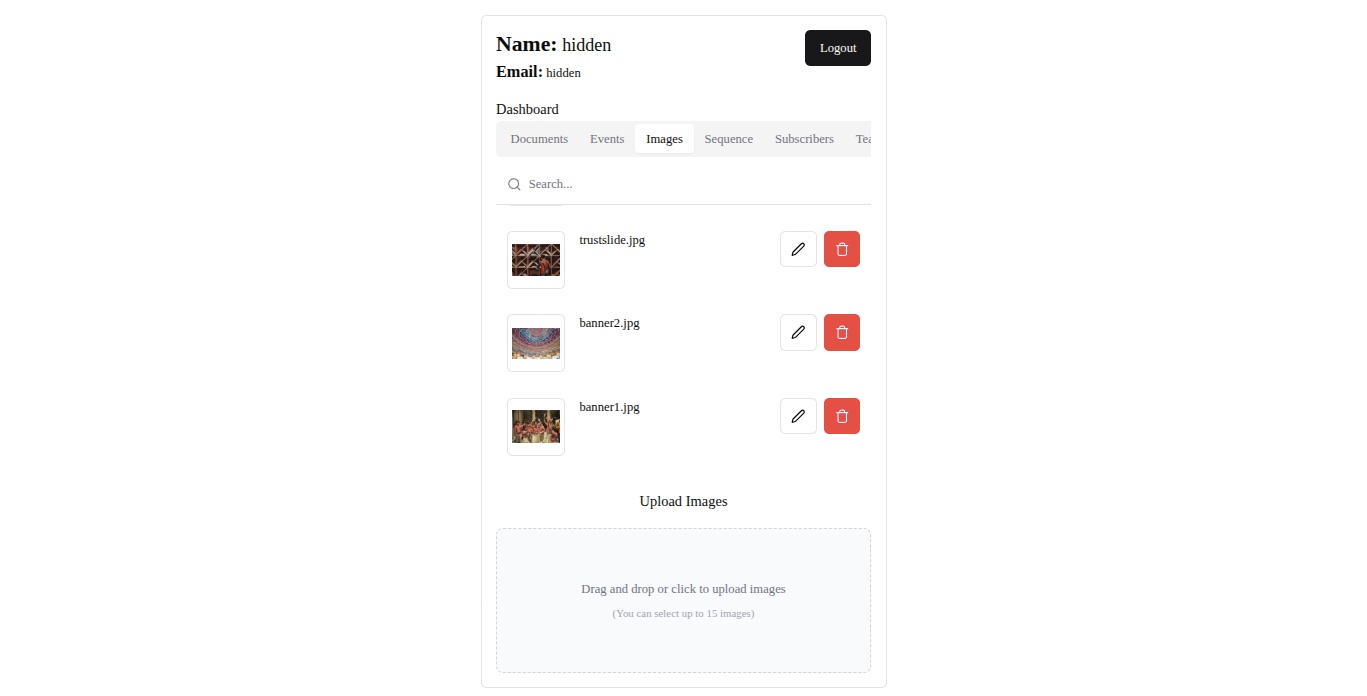 Name: hidden
Logout
Email: hidden
Dashboard
Documents Events Images Sequence Subscribers Tea
Search...
trustslide.jpg
banner2.jpg
banner1.jpg
Upload Images
Drag and drop or click to upload images
(You can select up to 15 images)